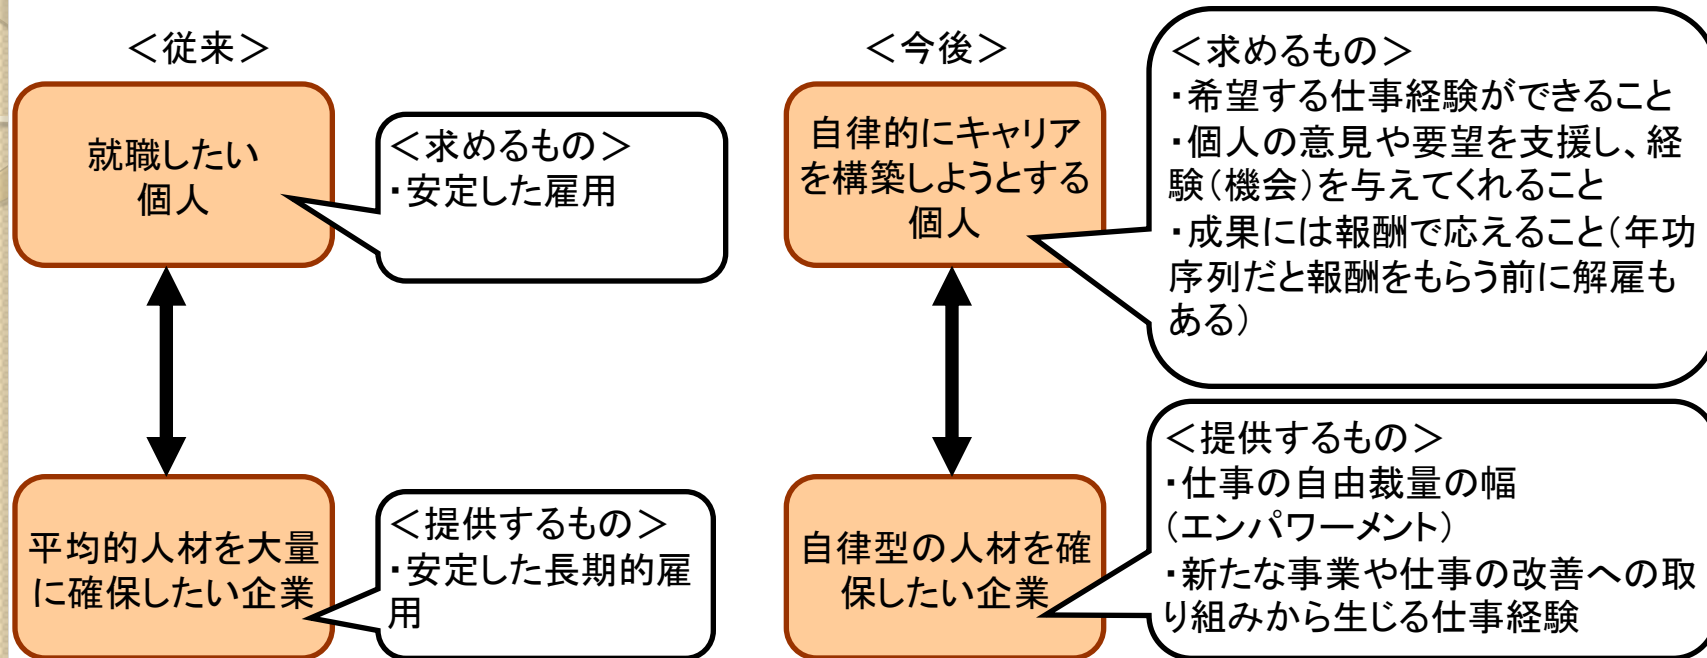 ＜従来＞
就職したい
個人
＜求めるもの＞
・安定した雇用
平均的人材を大量
に確保したい企業
＜提供するもの＞
・安定した長期的雇
用
＜今後＞
自律的にキャリア
を構築しようとする
個人
＜求めるもの＞
・希望する仕事経験ができること
・個人の意見や要望を支援し、経
験（機会）を与えてくれること
・成果には報酬で応えること（年功
序列だと報酬をもらう前に解雇も
ある）
自律型の人材を確
保したい企業
＜提供するもの＞
・仕事の自由裁量の幅
（エンパワーメント）
・新たな事業や仕事の改善への取
り組みから生じる仕事経験